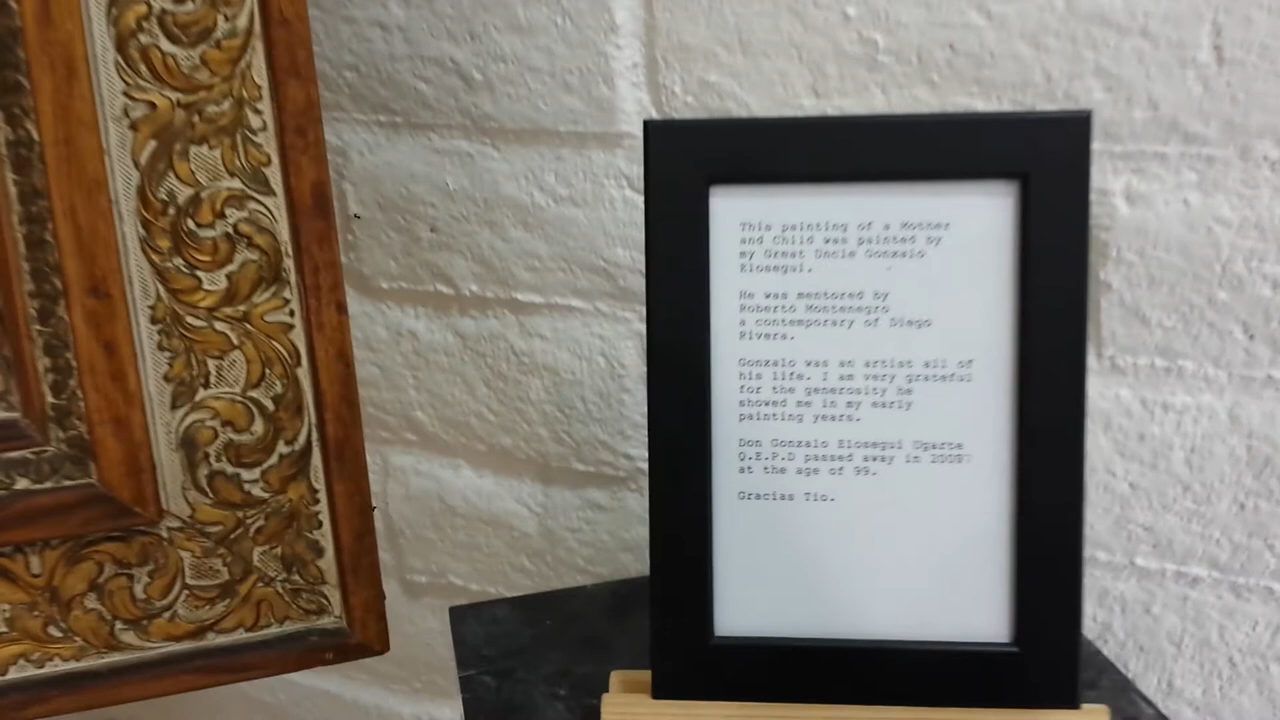 This painting of a Mother
and Child was painted by
my Great Uncle Gonzalo
Elosegui.
He was mentored by
Roberto Montenegro
a contemporary of Diego
Rivera.
Gonzalo was an artist all of
his life. I am very grateful
for the generosity he
showed me in my early
painting years.
Don Gonzalo Elosegui Ugarte
Q.E.P.D passed away in
at the age of 99.
Gracias Tio.